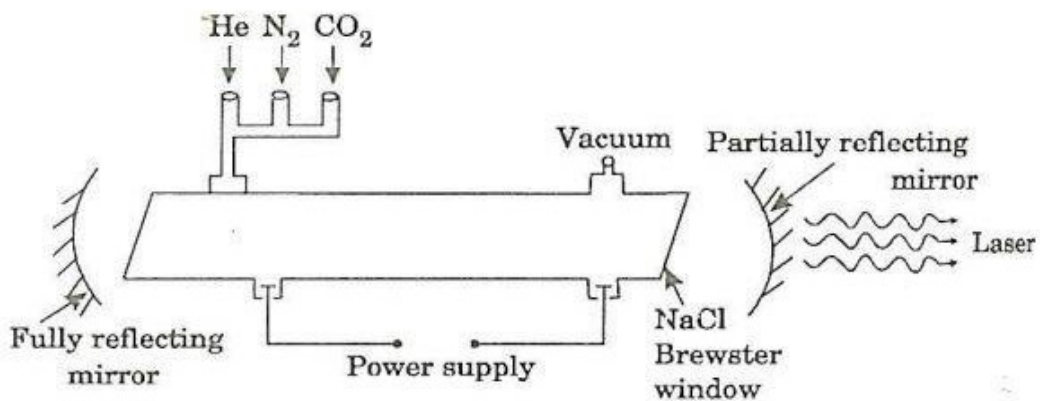 He N₂ CO₂
Vacuum
Partially reflecting
mirror
Laser
Fully reflecting
mirror
Power supply
NaCl
Brewster
window